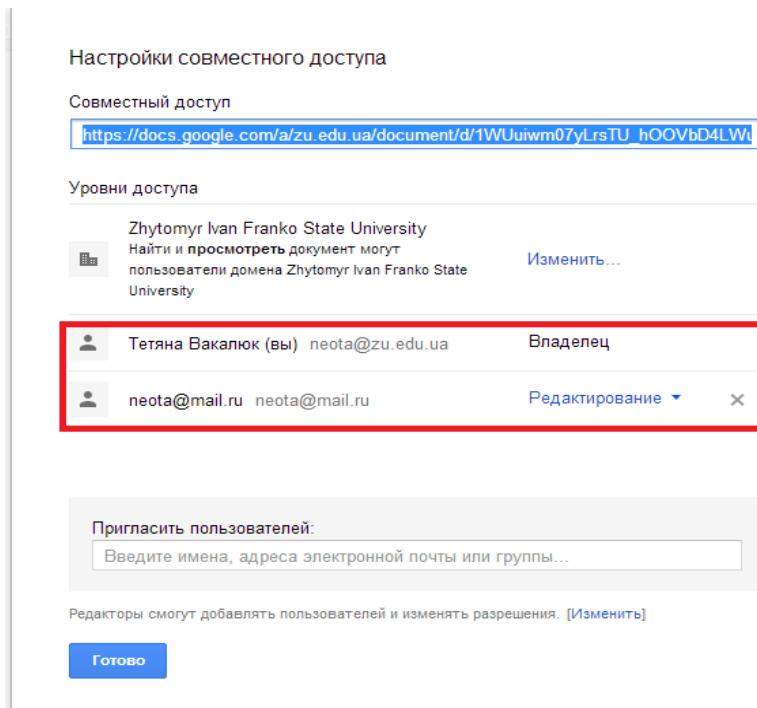 Настройки совместного доступа
Совместный доступ
https://docs.google.com/a/zu.edu.ua/document/d/1WUuiwm07yLrsTU_hOOVbD4LWu
Уровни доступа
Zhytomyr Ivan Franko State University
Найти и просмотреть документ могут
пользователи домена Zhytomyr Ivan Franko State
University
Изменить...
Тетяна Вакалюк (вы) neota@zu.edu.ua Владелец
neota@mail.ru neota@mail.ru Редактирование
Пригласить пользователей:
Введите имена, адреса электронной почты или группы...
Редакторы смогут добавлять пользователей и изменять разрешения. [Изменить]
Готово